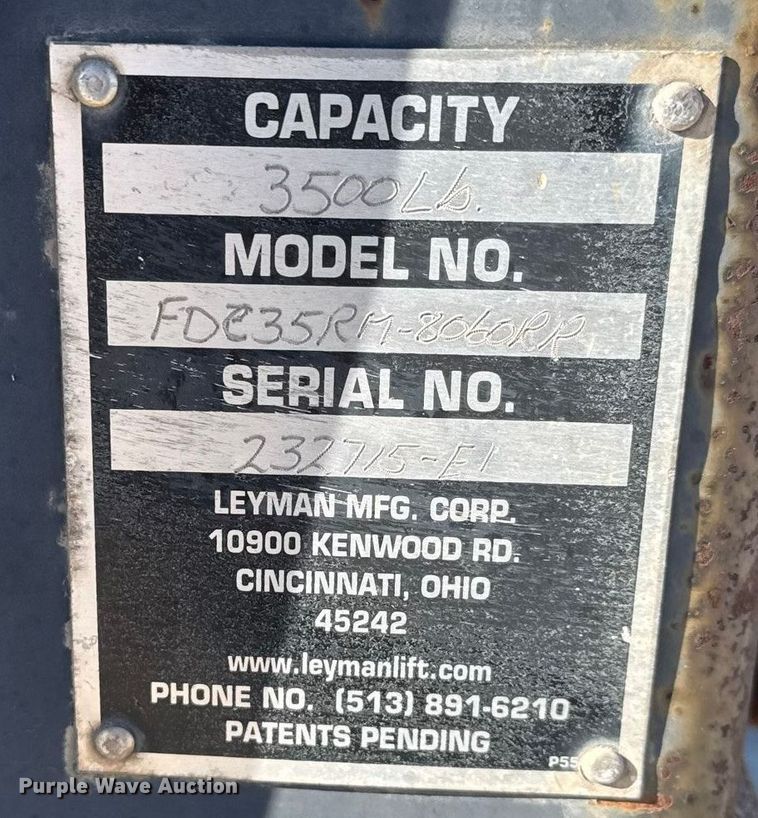 CAPACITY
3500Lb.
MODEL NO.
FDC35RM-8060RR
SERIAL NO.
232715-E1
LEYMAN MFG. CORP.
10900 KENWOOD RD.
CINCINNATI, OHIO
45242
www.leymanlift.com
PHONE NO. (513) 891-6210
PATENTS PENDING
P55
Purple Wave Auction